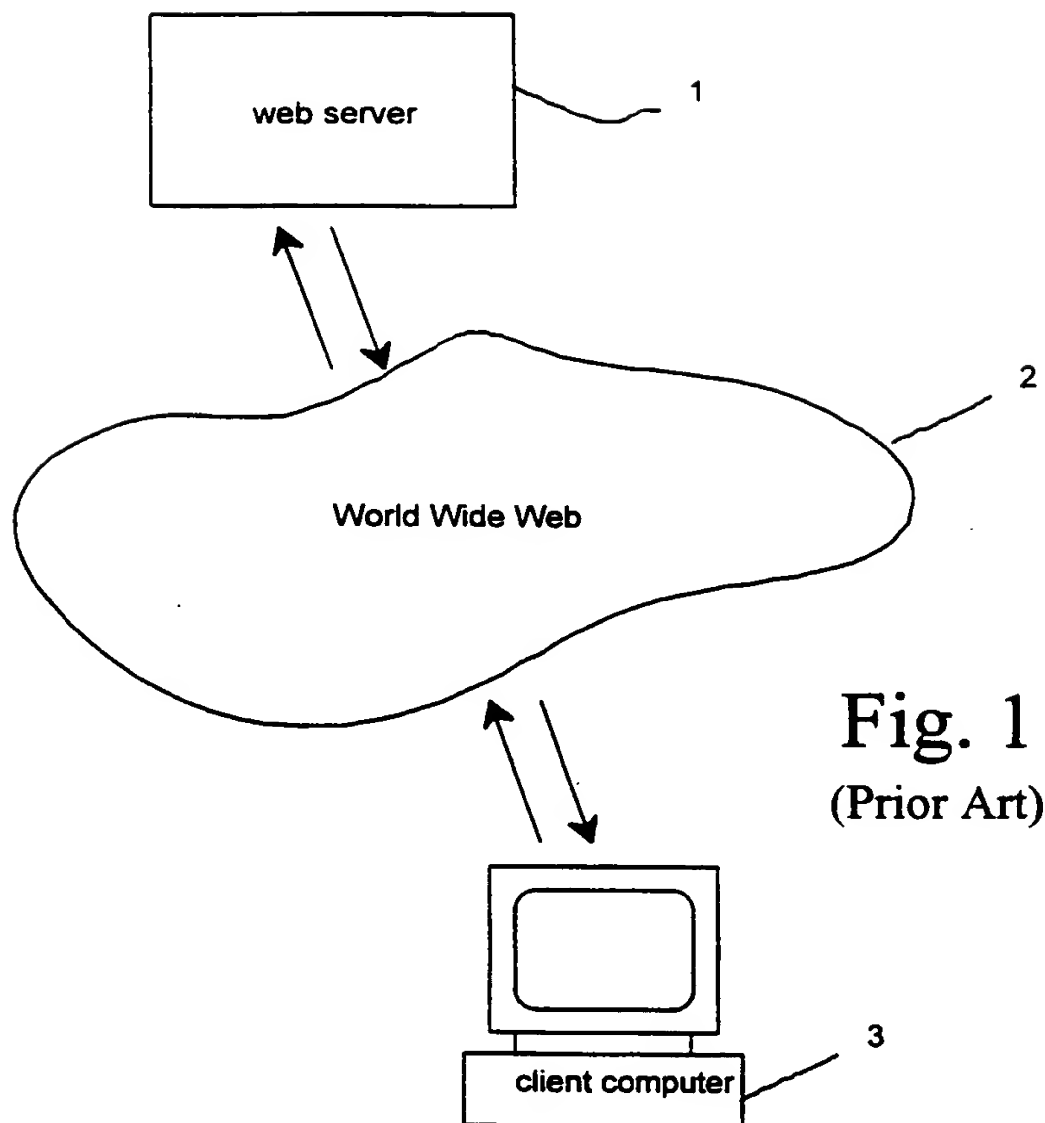 web server
1
2
World Wide Web
Fig. 1
(Prior Art)
3
client computer